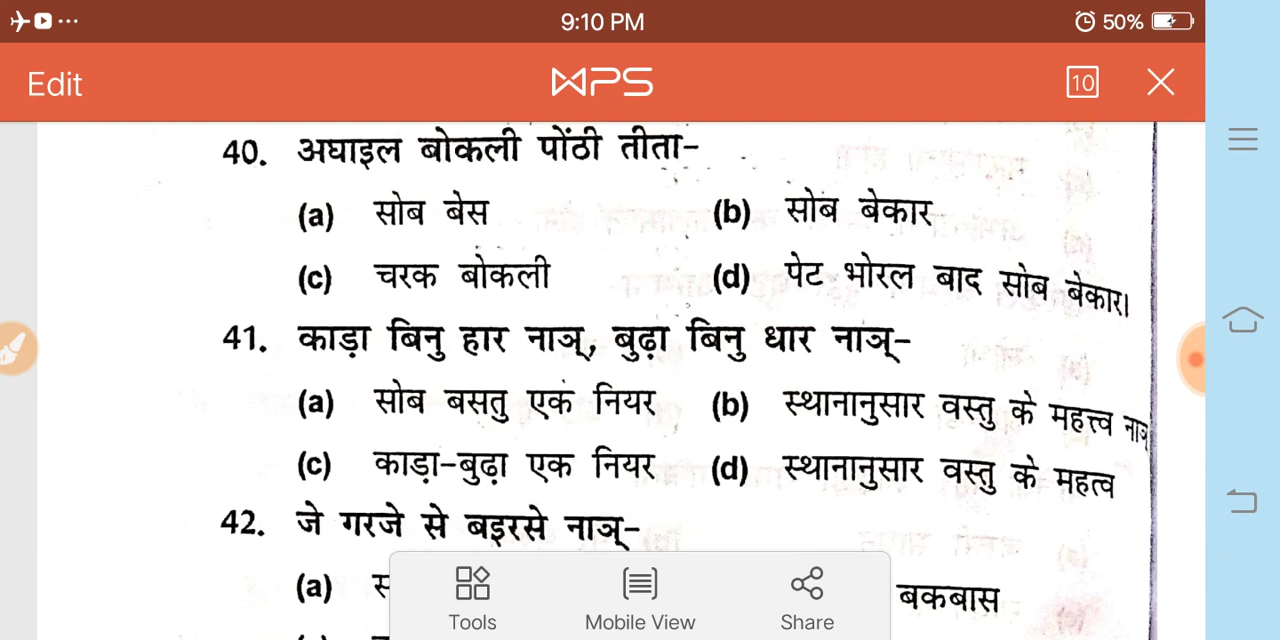 9:10 PM
50%
Edit
WPS
10
40. अघाइल बोकली पोंठी तीता-
(a) सोब बेस (b) सोब बेकार
(c) चरक बोकली (d) पेट भोरल बाद सोब बेकार।
41. काड़ा बिनु हार नाञ्, बुढ़ा बिनु धार नाञ्-
(a) सोब बसतु एक नियर (b) स्थानानुसार वस्तु के महत्त्व नाञ्
(c) काड़ा-बुढ़ा एक नियर (d) स्थानानुसार वस्तु के महत्व
42. जे गरजे से बइरसे नाञ्-
(a) बकबास
Tools Mobile View Share